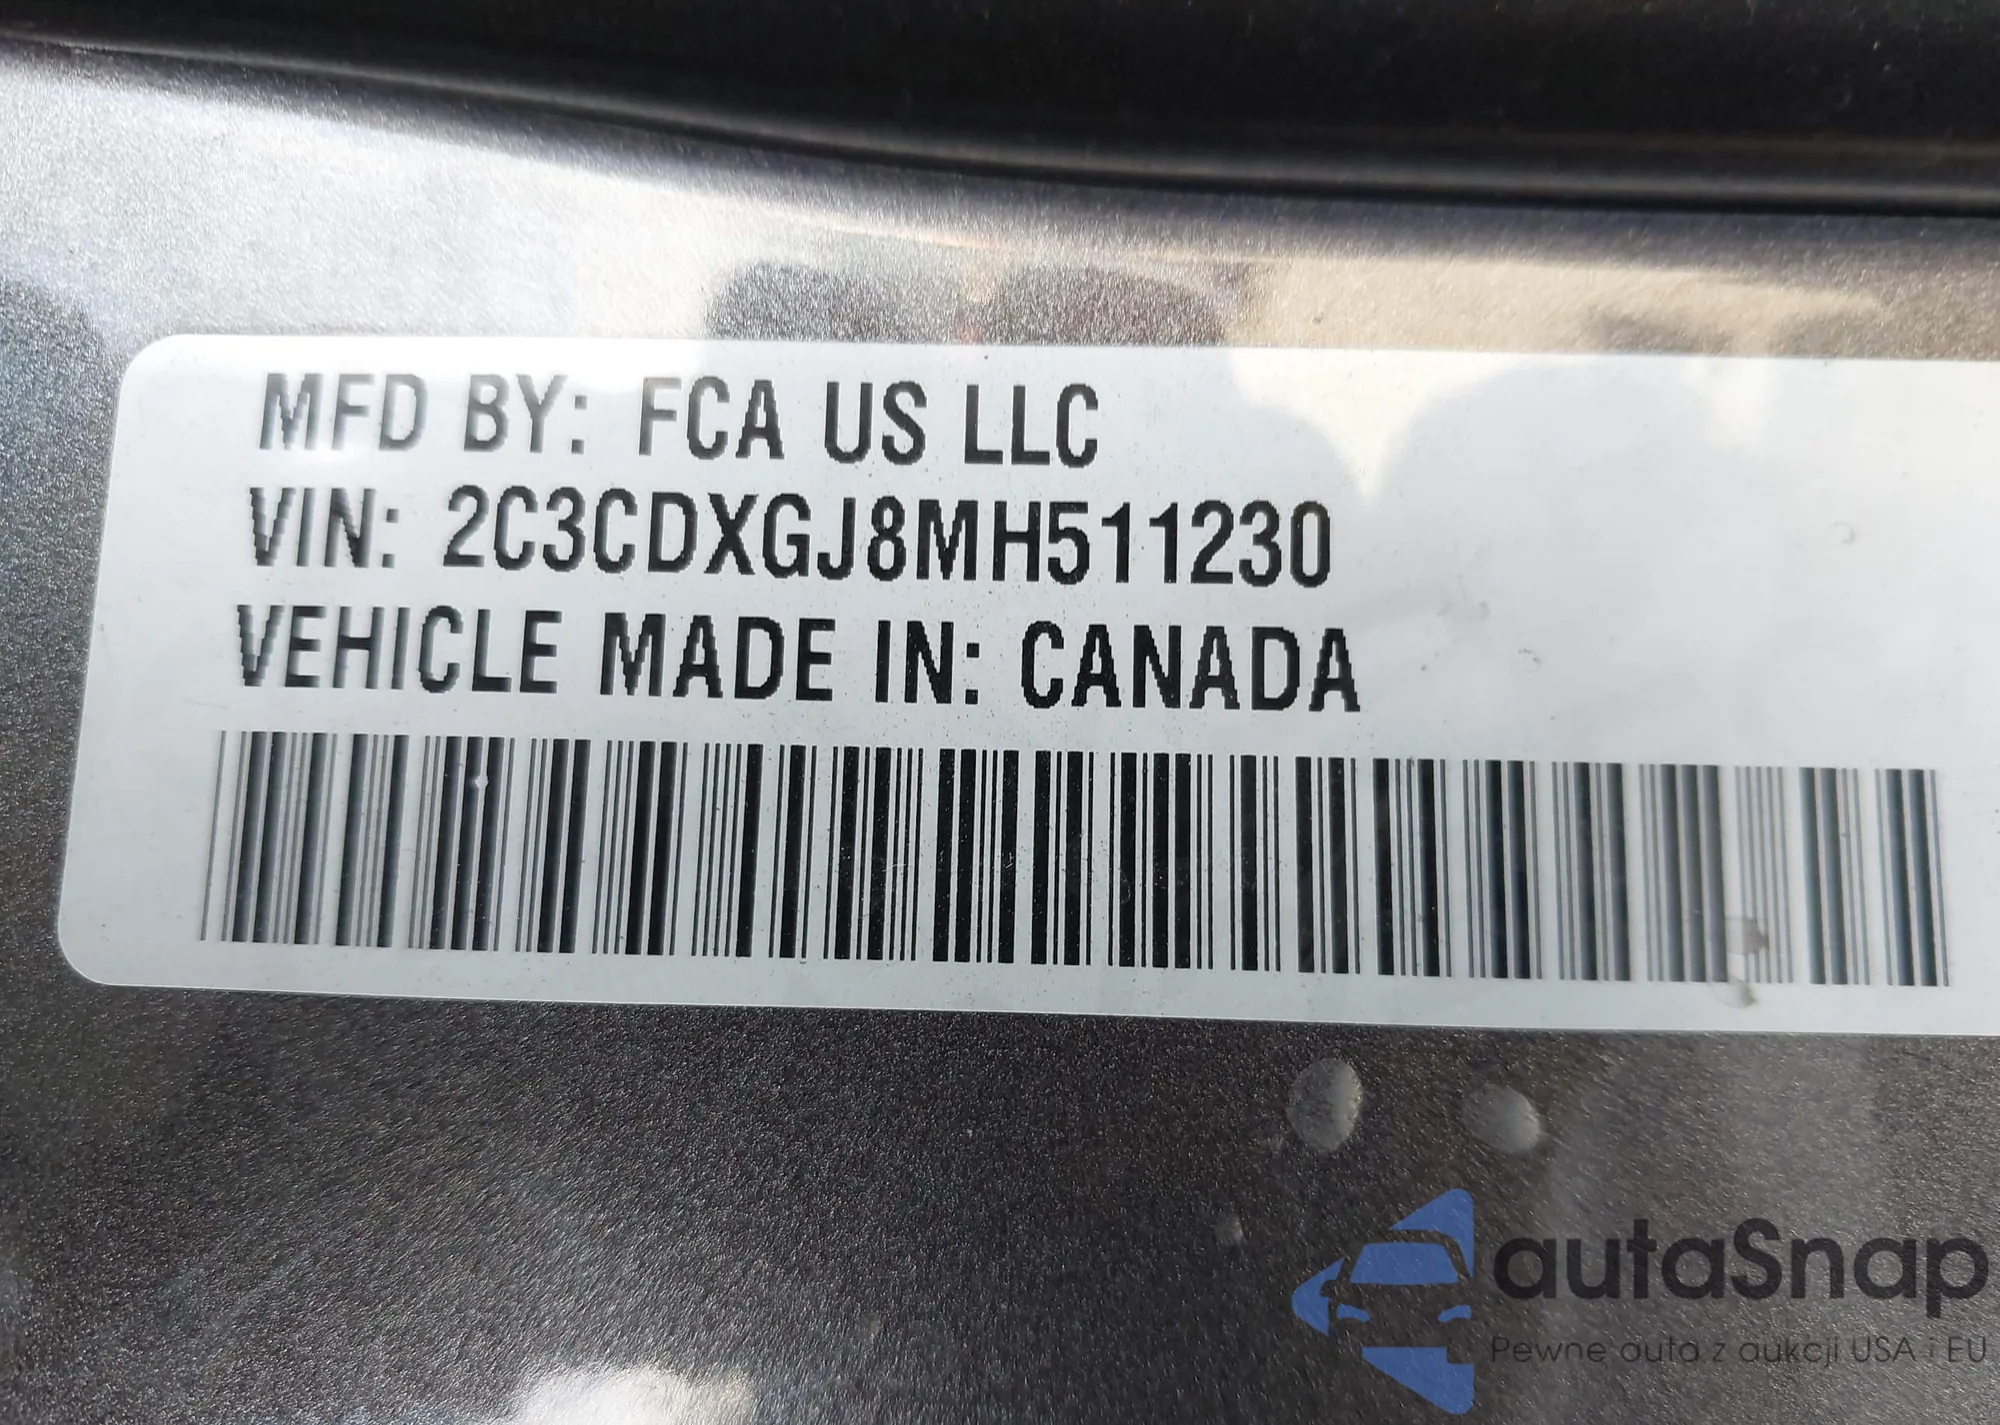 MFD BY: FCA US LLC
VIN: 2C3CDXGJ8MH511230
VEHICLE MADE IN: CANADA
autaSnap
Pewne auta z aukcji USA i EU